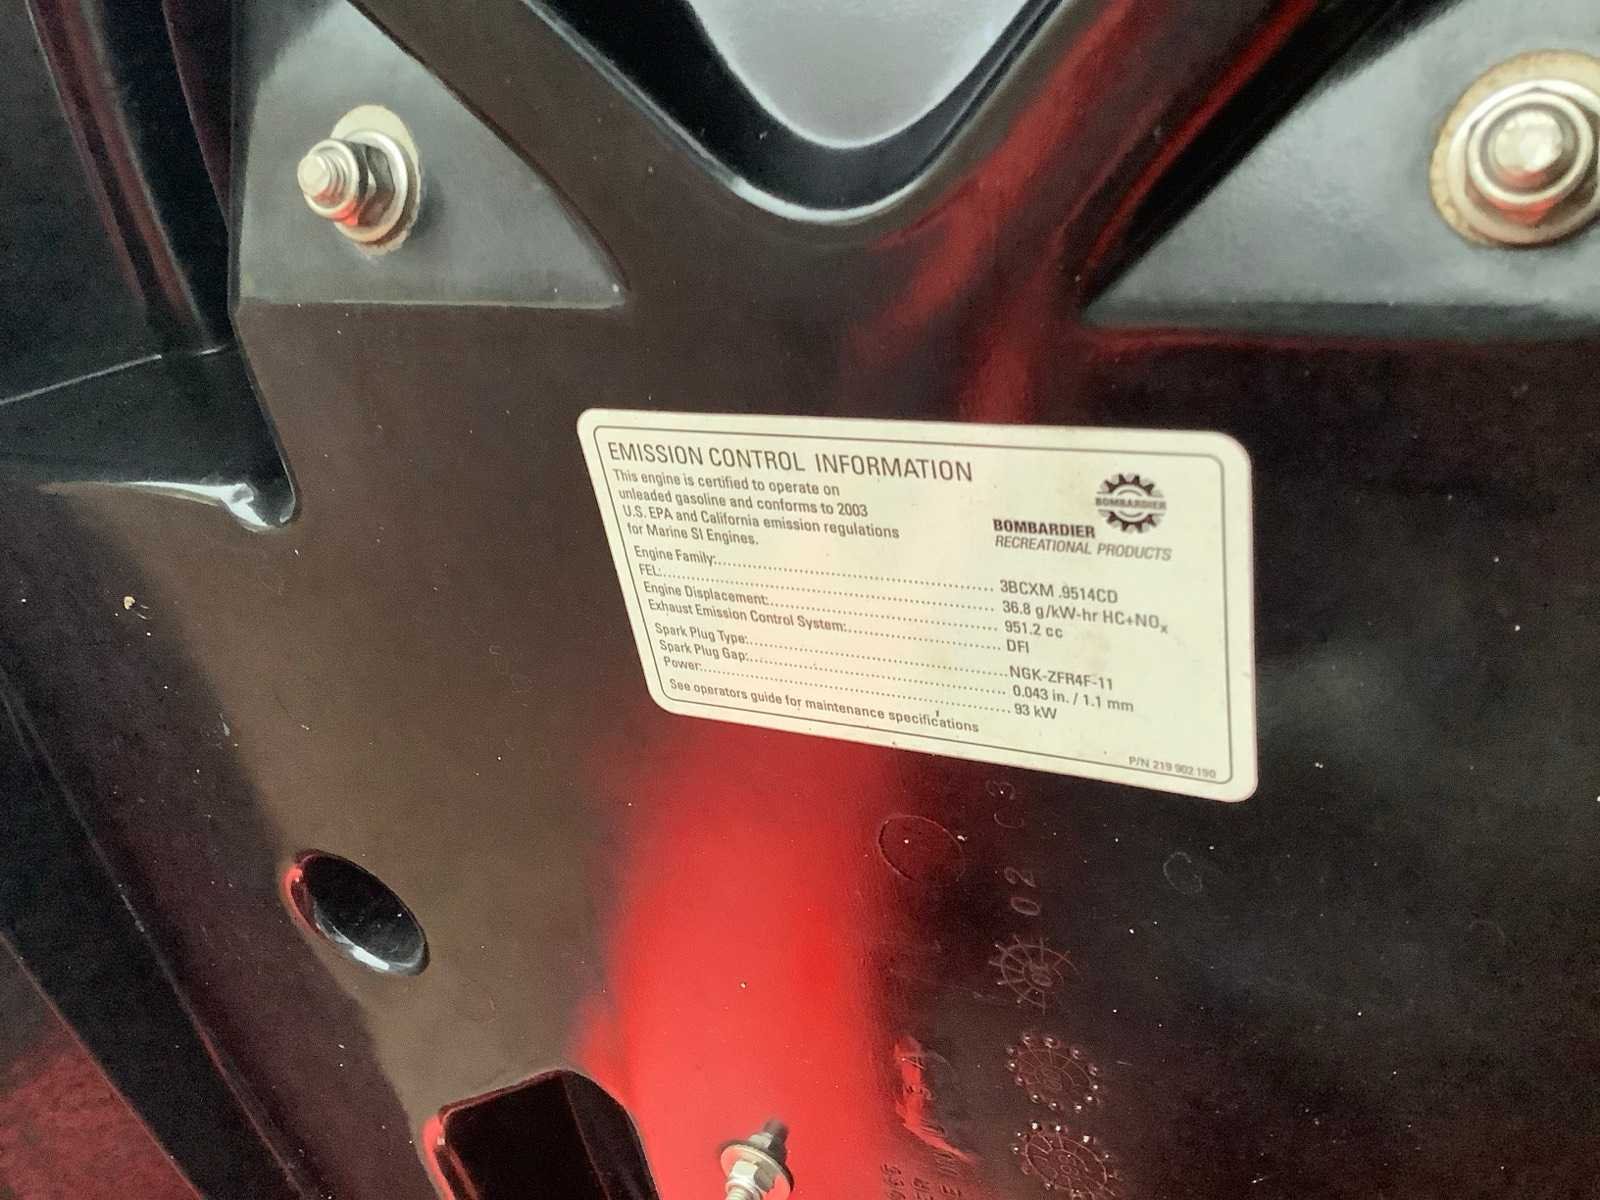 EMISSION CONTROL INFORMATION
This engine is certified to operate on
unleaded gasoline and conforms to 2003
U.S. EPA and California emission regulations
for Marine SI Engines.
BOMBARDIER
BOMBARDIER
RECREATIONAL PRODUCTS
Engine Family:.......... 3BCXM .9514CD
FEL:.......... 36.8 g/kW-hr HC+NOx
Engine Displacement:.......... 951.2 cc
Exhaust Emission Control System:.......... DFI
Spark Plug Type:.......... NGK-ZFR4F-11
Spark Plug Gap:.......... 0.043 in. / 1.1 mm
Power:.......... 93 kW
See operators guide for maintenance specifications
P/N 219 902 190
02 C3